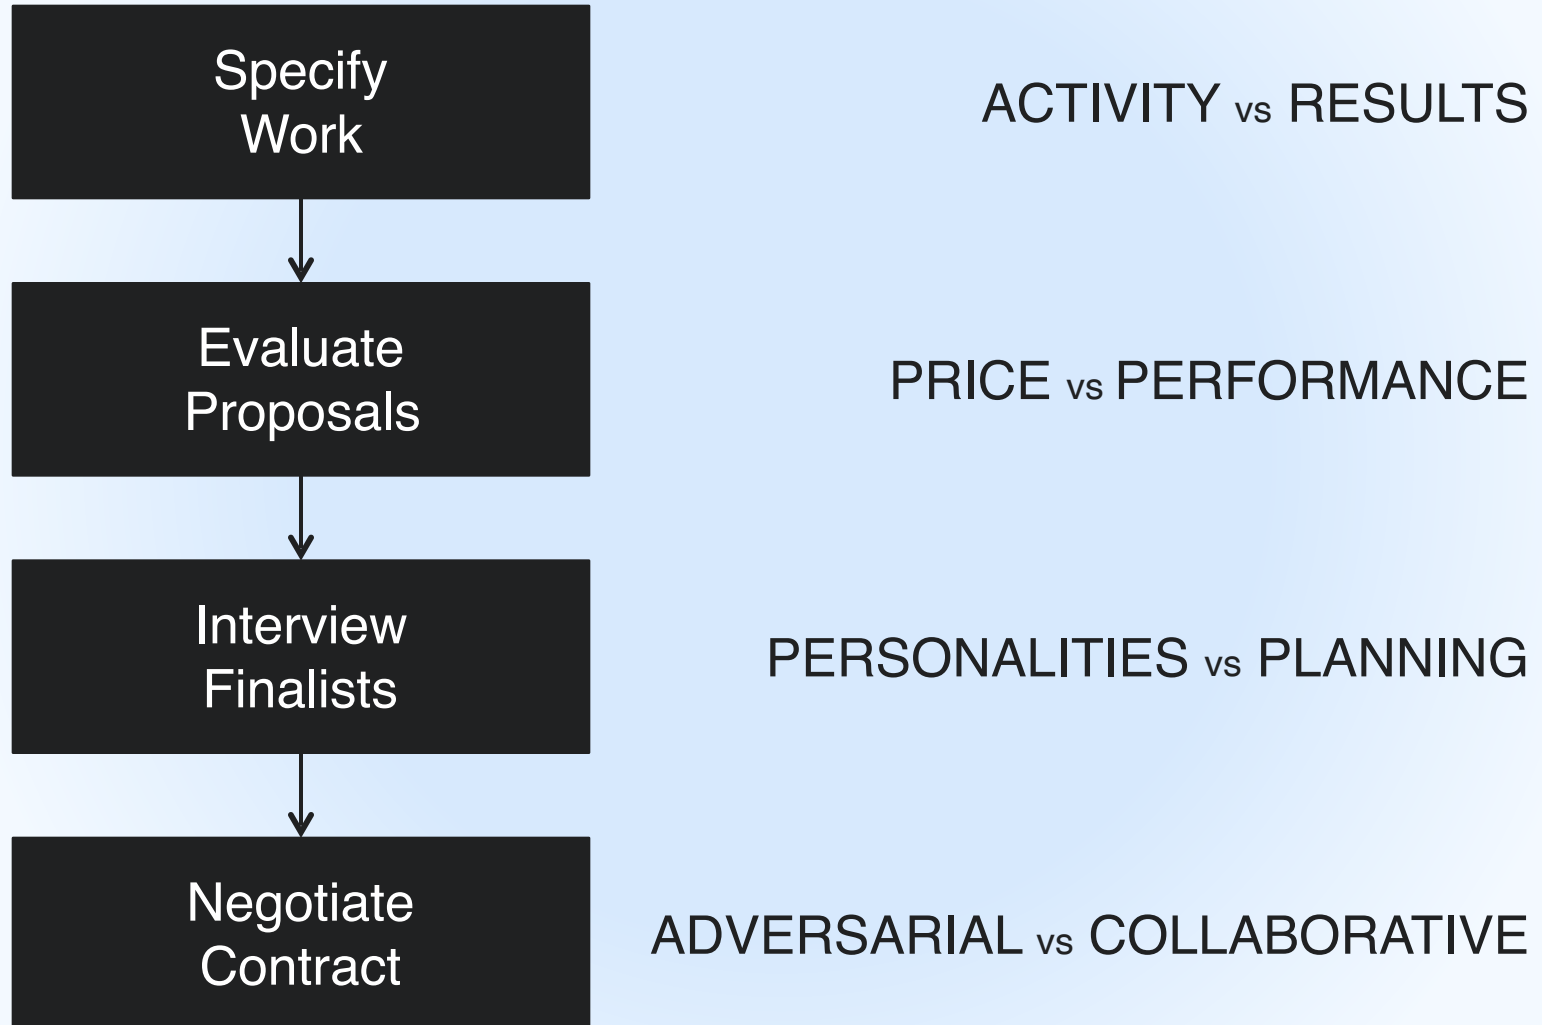 Specify
Work
ACTIVITY vs RESULTS
Evaluate
Proposals
PRICE vs PERFORMANCE
Interview
Finalists
PERSONALITIES vs PLANNING
Negotiate
Contract
ADVERSARIAL vs COLLABORATIVE